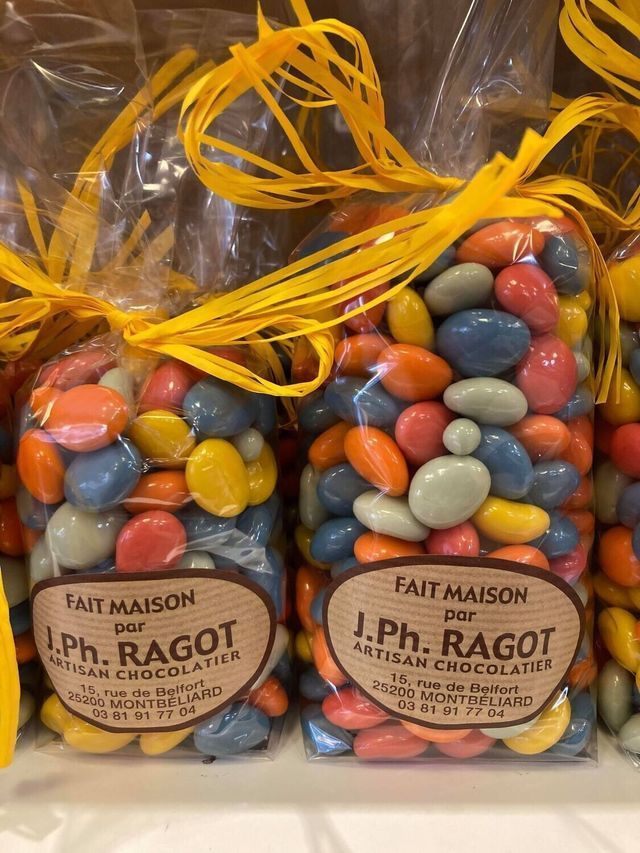 FAIT MAISON
par
J.Ph. RAGOT
ARTISAN CHOCOLATIER
15, rue de Belfort
25200 MONTBÉLIARD
03 81 91 77 04
FAIT MAISON
par
J.Ph. RAGOT
ARTISAN CHOCOLATIER
15, rue de Belfort
25200 MONTBÉLIARD
03 81 91 77 04